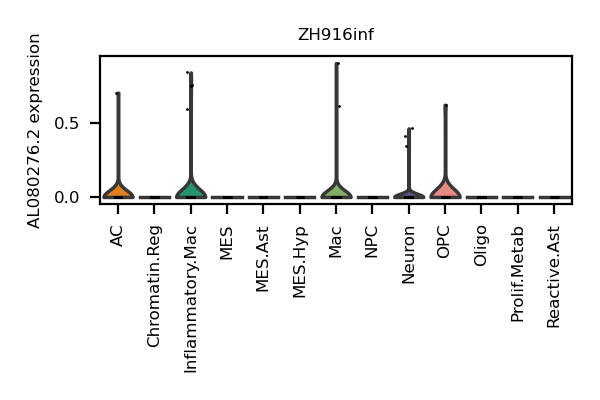 ZH916inf
AL080276.2 expression
0.5
0.0
AC
Chromatin.Reg
Inflammatory.Mac
MES
MES.Ast
MES.Hyp
Mac
NPC
Neuron
OPC
Oligo
Prolif.Metab
Reactive.Ast